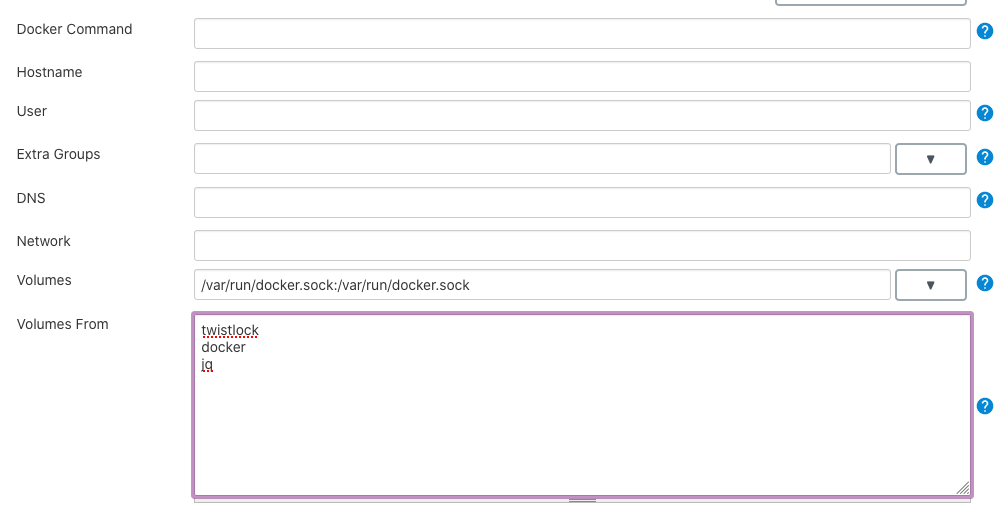 Docker Command
?
Hostname
User
?
Extra Groups
▼
?
DNS
?
Network
Volumes
/var/run/docker.sock:/var/run/docker.sock
▼
?
Volumes From
twistlock
docker
jq
?